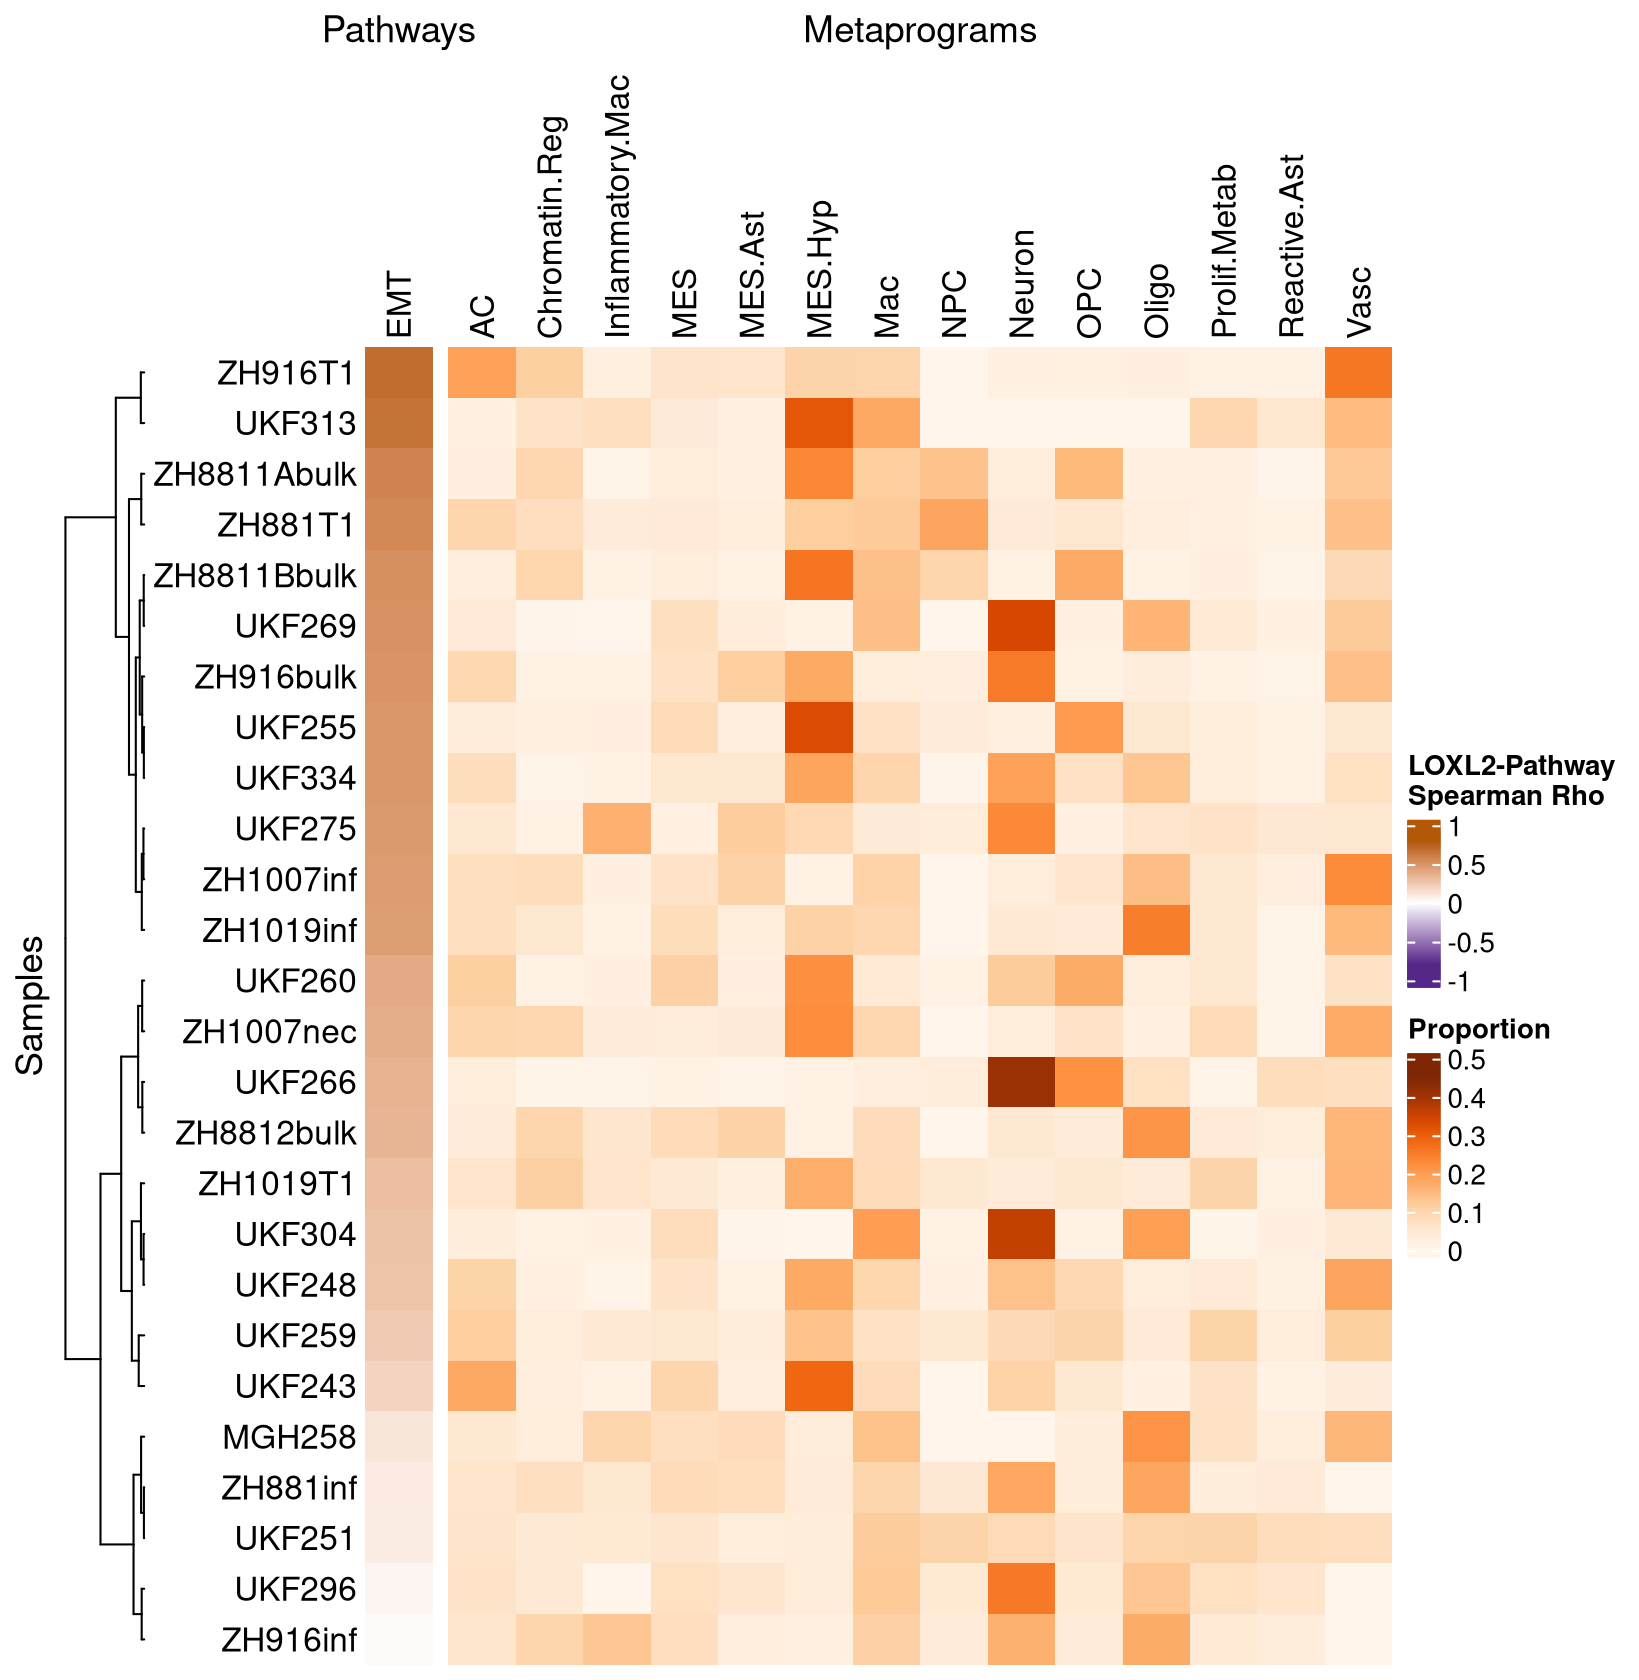 Pathways
Metaprograms
EMT
AC
Chromatin.Reg
Inflammatory.Mac
MES
MES.Ast
MES.Hyp
Mac
NPC
Neuron
OPC
Oligo
Prolif.Metab
Reactive.Ast
Vasc
Samples
ZH916T1
UKF313
ZH8811Abulk
ZH881T1
ZH8811Bbulk
UKF269
ZH916bulk
UKF255
UKF334
UKF275
ZH1007inf
ZH1019inf
UKF260
ZH1007nec
UKF266
ZH8812bulk
ZH1019T1
UKF304
UKF248
UKF259
UKF243
MGH258
ZH881inf
UKF251
UKF296
ZH916inf
LOXL2-Pathway
Spearman Rho
1
0.5
0
-0.5
-1
Proportion
0.5
0.4
0.3
0.2
0.1
0